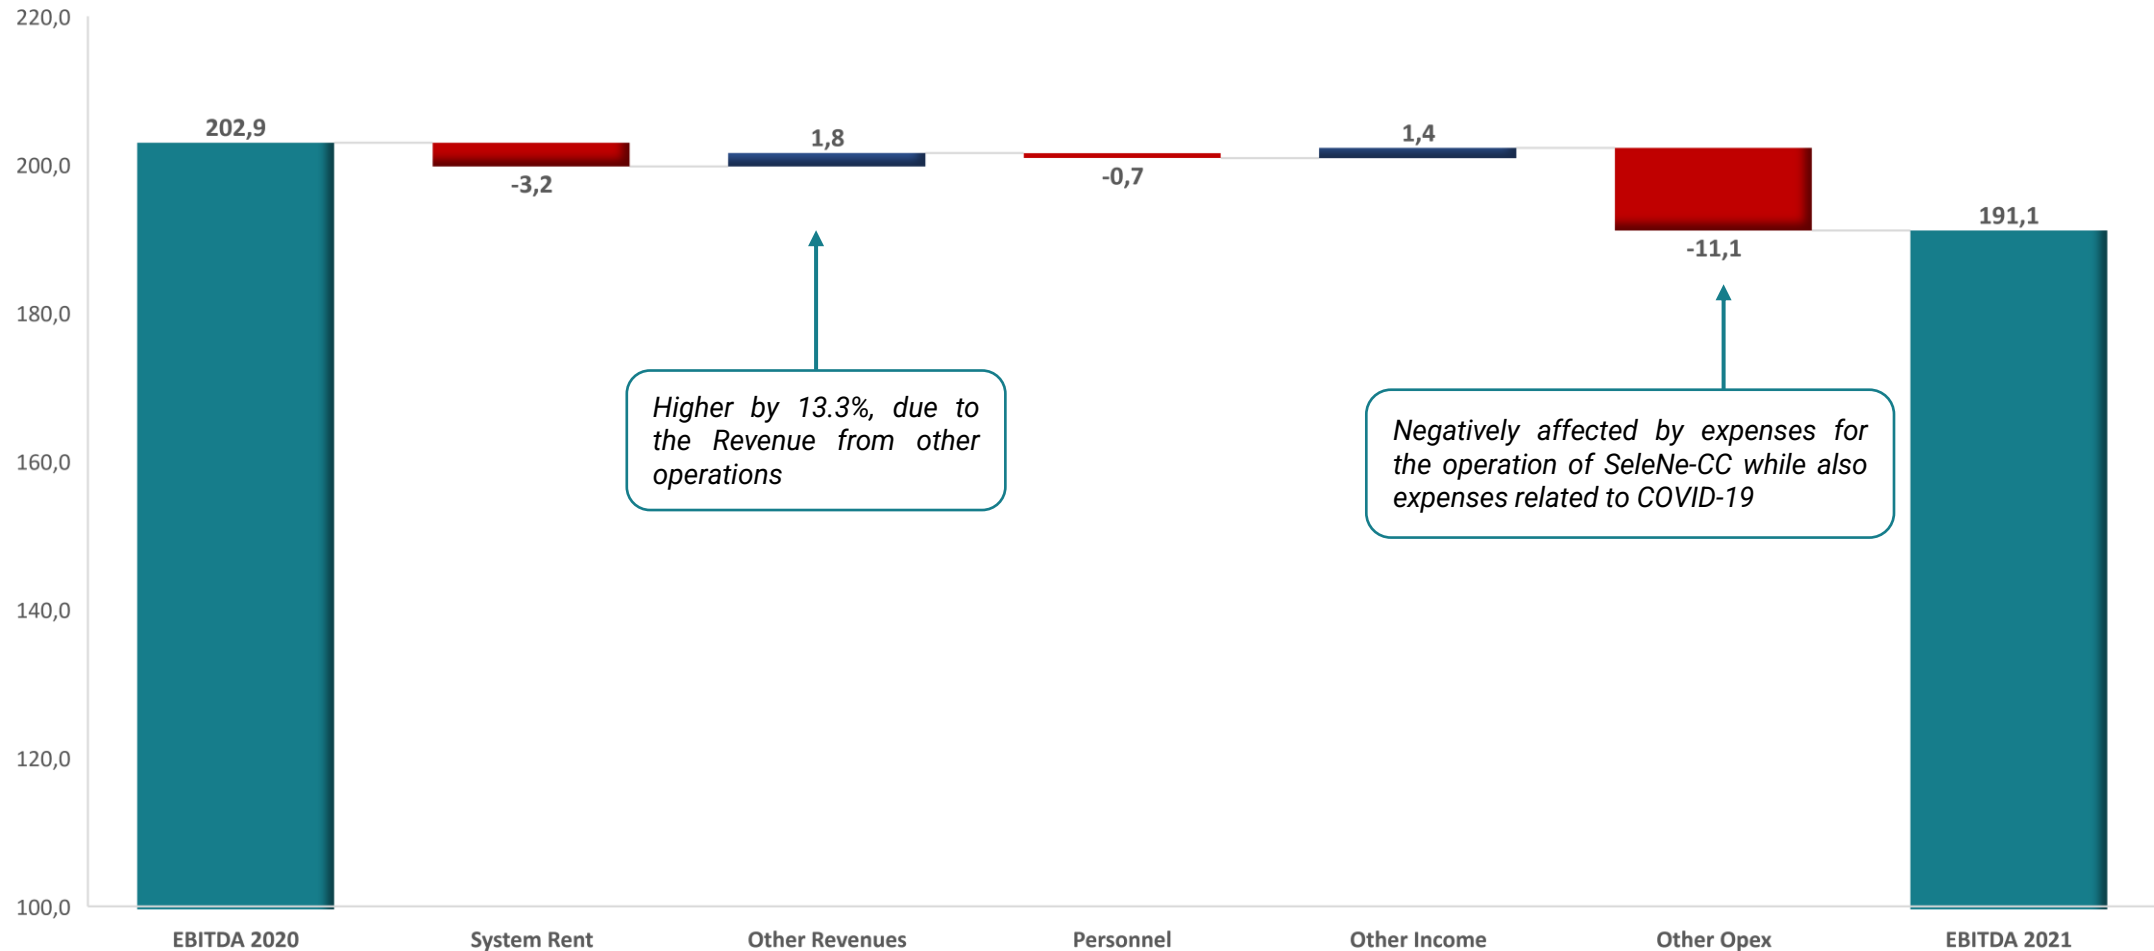 220,0
200,0
180,0
160,0
140,0
120,0
100,0
202,9
-3,2
1,8
-0,7
1,4
-11,1
191,1
Higher by 13.3%, due to
the Revenue from other
operations
Negatively affected by expenses for
the operation of SeleNe-CC while also
expenses related to COVID-19
EBITDA 2020
System Rent
Other Revenues
Personnel
Other Income
Other Opex
EBITDA 2021